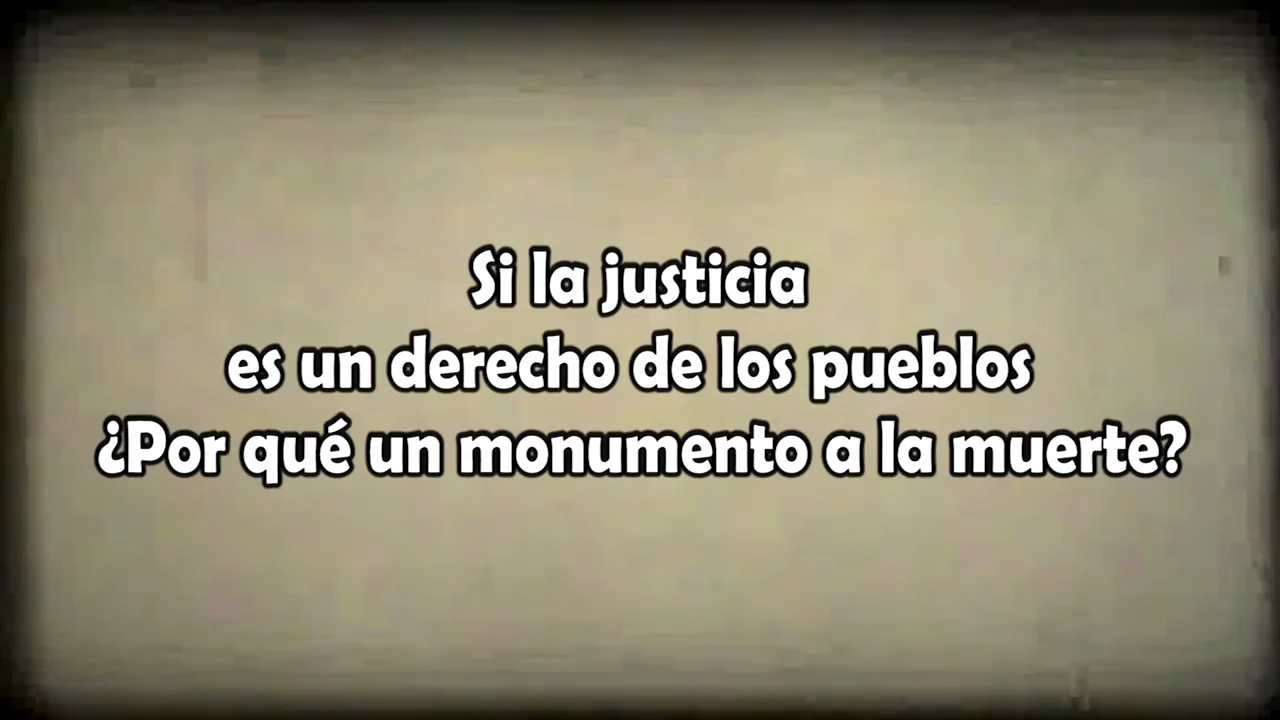 Si la justicia
es un derecho de los pueblos
¿Por qué un monumento a la muerte?